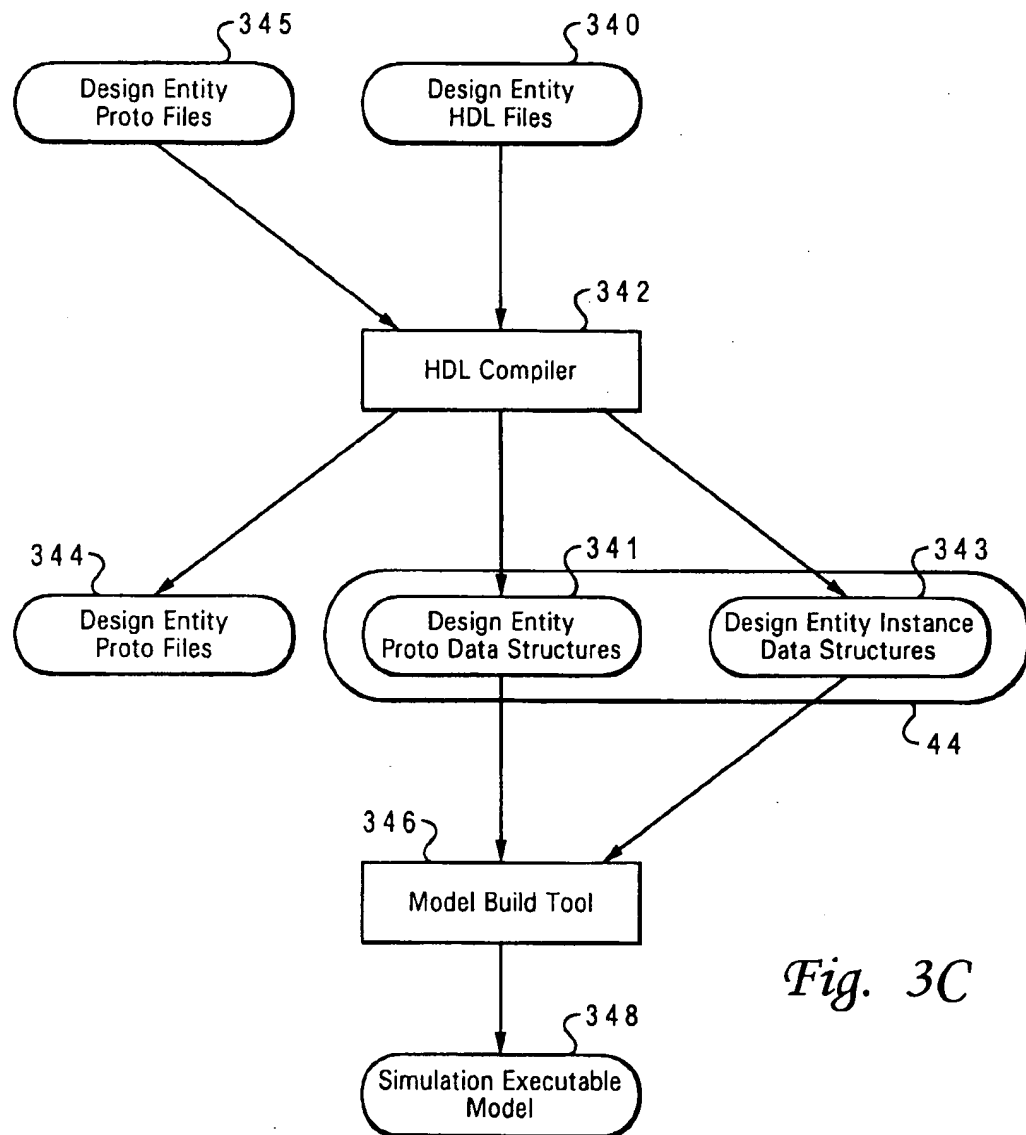 345
340
Design Entity
Proto Files
Design Entity
HDL Files
342
HDL Compiler
344
341
343
Design Entity
Proto Files
Design Entity
Proto Data Structures
Design Entity Instance
Data Structures
44
346
Model Build Tool
Fig. 3C
348
Simulation Executable
Model